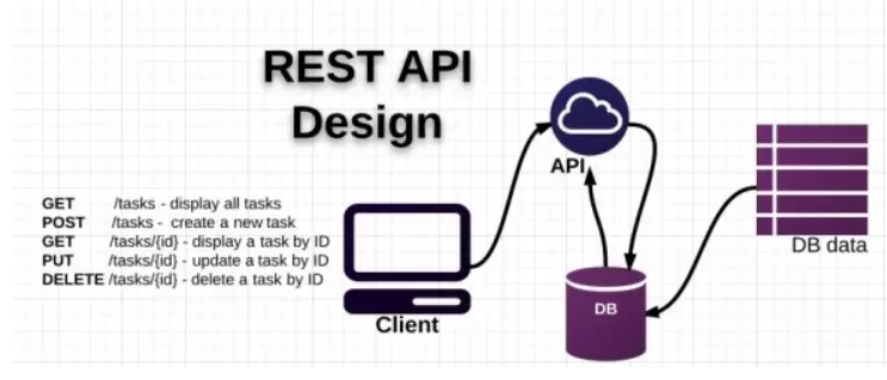 REST API
Design
GET /tasks - display all tasks
POST /tasks - create a new task
GET /tasks/{id} - display a task by ID
PUT /tasks/{id} - update a task by ID
DELETE /tasks/{id} - delete a task by ID
Client
API
DB
DB data